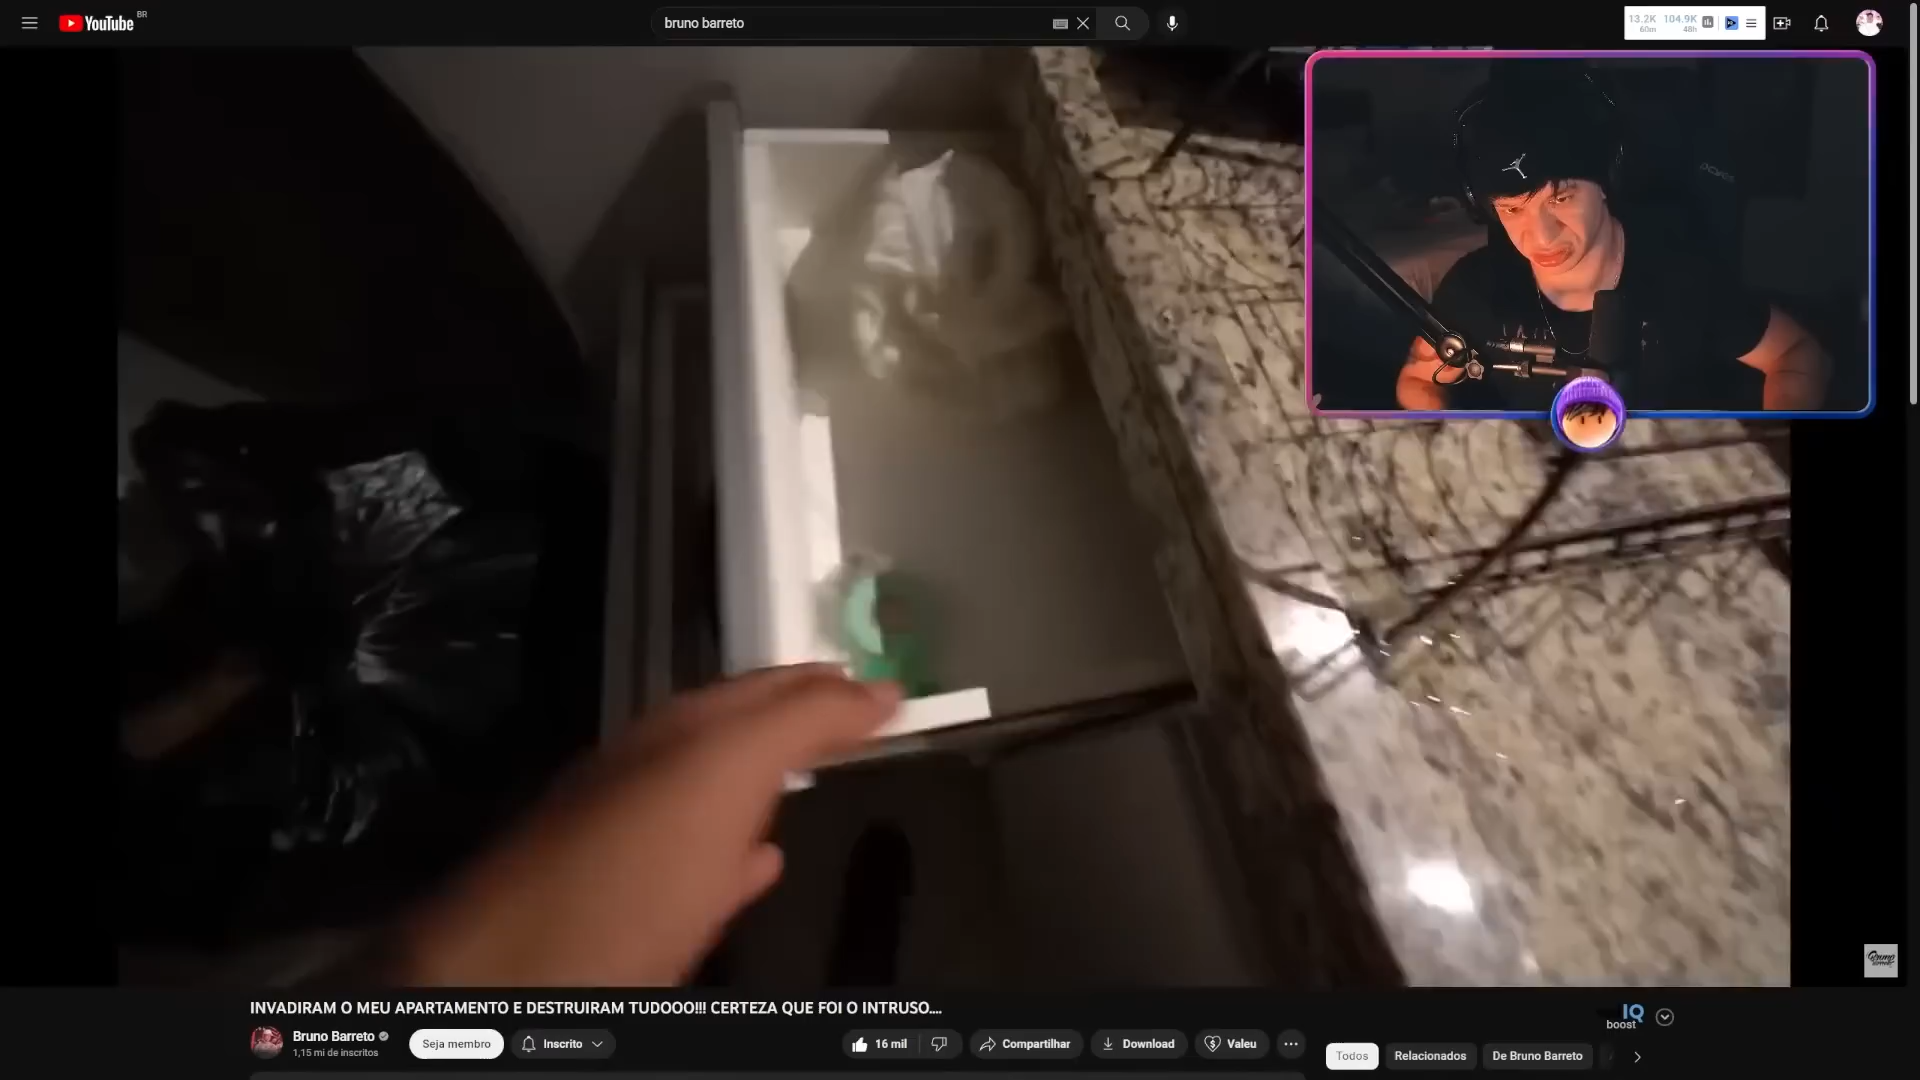 YouTube BR
bruno barreto
13.2K 60m
104.9K 48h
INVADIRAM O MEU APARTAMENTO E DESTRUIRAM TUDOOO!!! CERTEZA QUE FOI O INTRUSO....
IQ
boost
Bruno Barreto
1,15 mi de inscritos
Seja membro
Inscrito
16 mil
Compartilhar
Download
Valeu
Todos
Relacionados
De Bruno Barreto